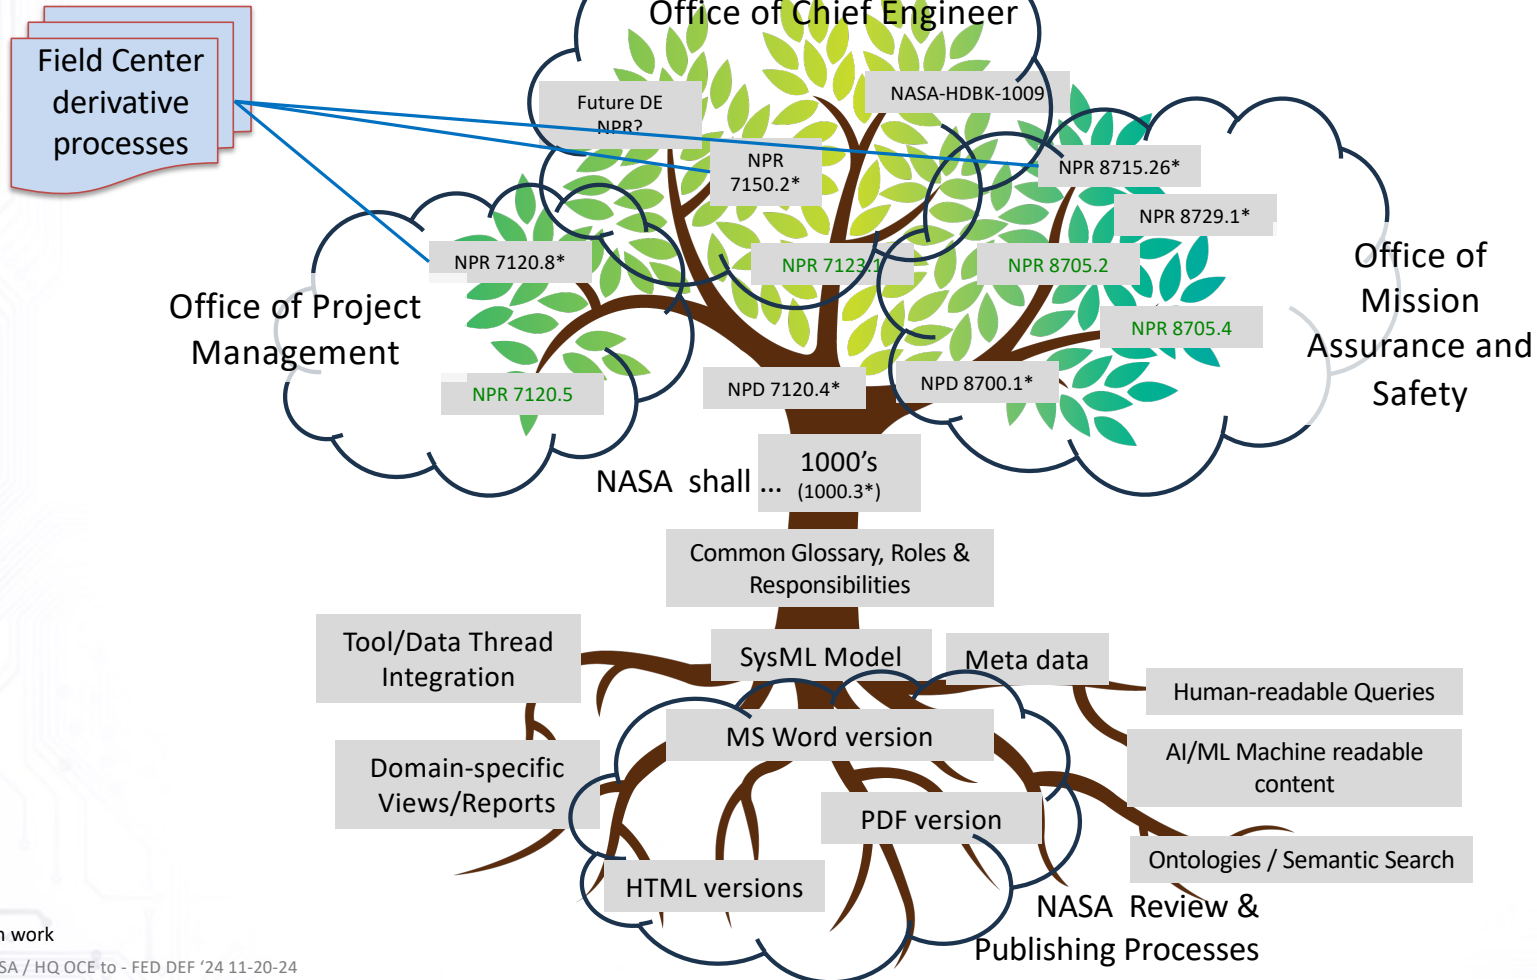 Office of Chief Engineer
Field Center
derivative
processes
Future DE
NPR?
NASA-HDBK-1009
NPR
7150.2*
NPR 8715.26*
NPR 8729.1*
NPR 7120.8*
NPR 7123.1
NPR 8705.2
Office of
Mission
Assurance and
Safety
Office of Project
Management
NPR 8705.4
NPR 7120.5
NPD 7120.4*
NPD 8700.1*
NASA shall ...
1000's
(1000.3*)
Common Glossary, Roles &
Responsibilities
Tool/Data Thread
Integration
SysML Model
Meta data
Human-readable Queries
MS Word version
AI/ML Machine readable
content
Domain-specific
Views/Reports
PDF version
Ontologies / Semantic Search
HTML versions
NASA Review &
Publishing Processes
work
/ HQ OCE to - FED DEF ‘24 11-20-24